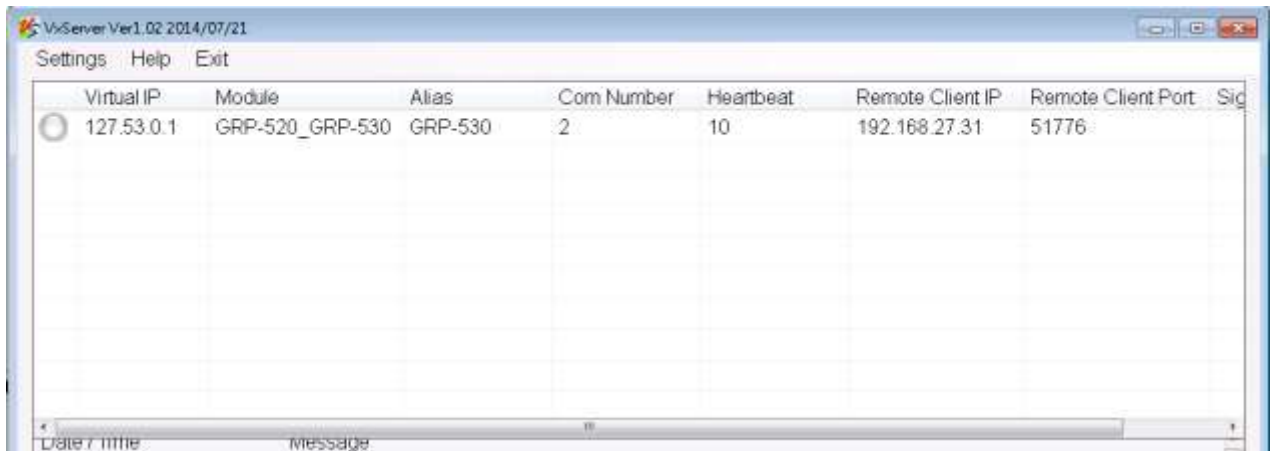 VxServer Ver1.02 2014/07/21
Settings Help Exit
Virtual IP Module Alias Com Number Heartbeat Remote Client IP Remote Client Port Sig
127.53.0.1 GRP-520_GRP-530 GRP-530 2 10 192.168.27.31 51776
Date / Time Message